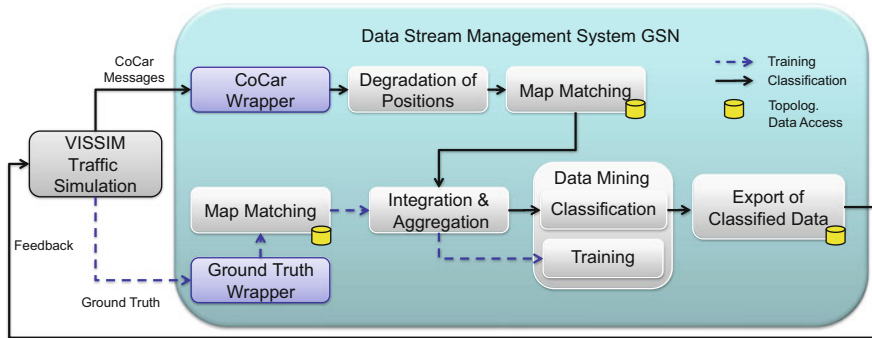 Data Stream Management System GSN
CoCar
Messages
CoCar
Wrapper
Degradation of
Positions
Map Matching
Training
Classification
Topolog.
Data Access
VISSIM
Traffic
Simulation
Map Matching
Integration &
Aggregation
Data Mining
Classification
Training
Export of
Classified Data
Feedback
Ground Truth
Wrapper
Ground Truth